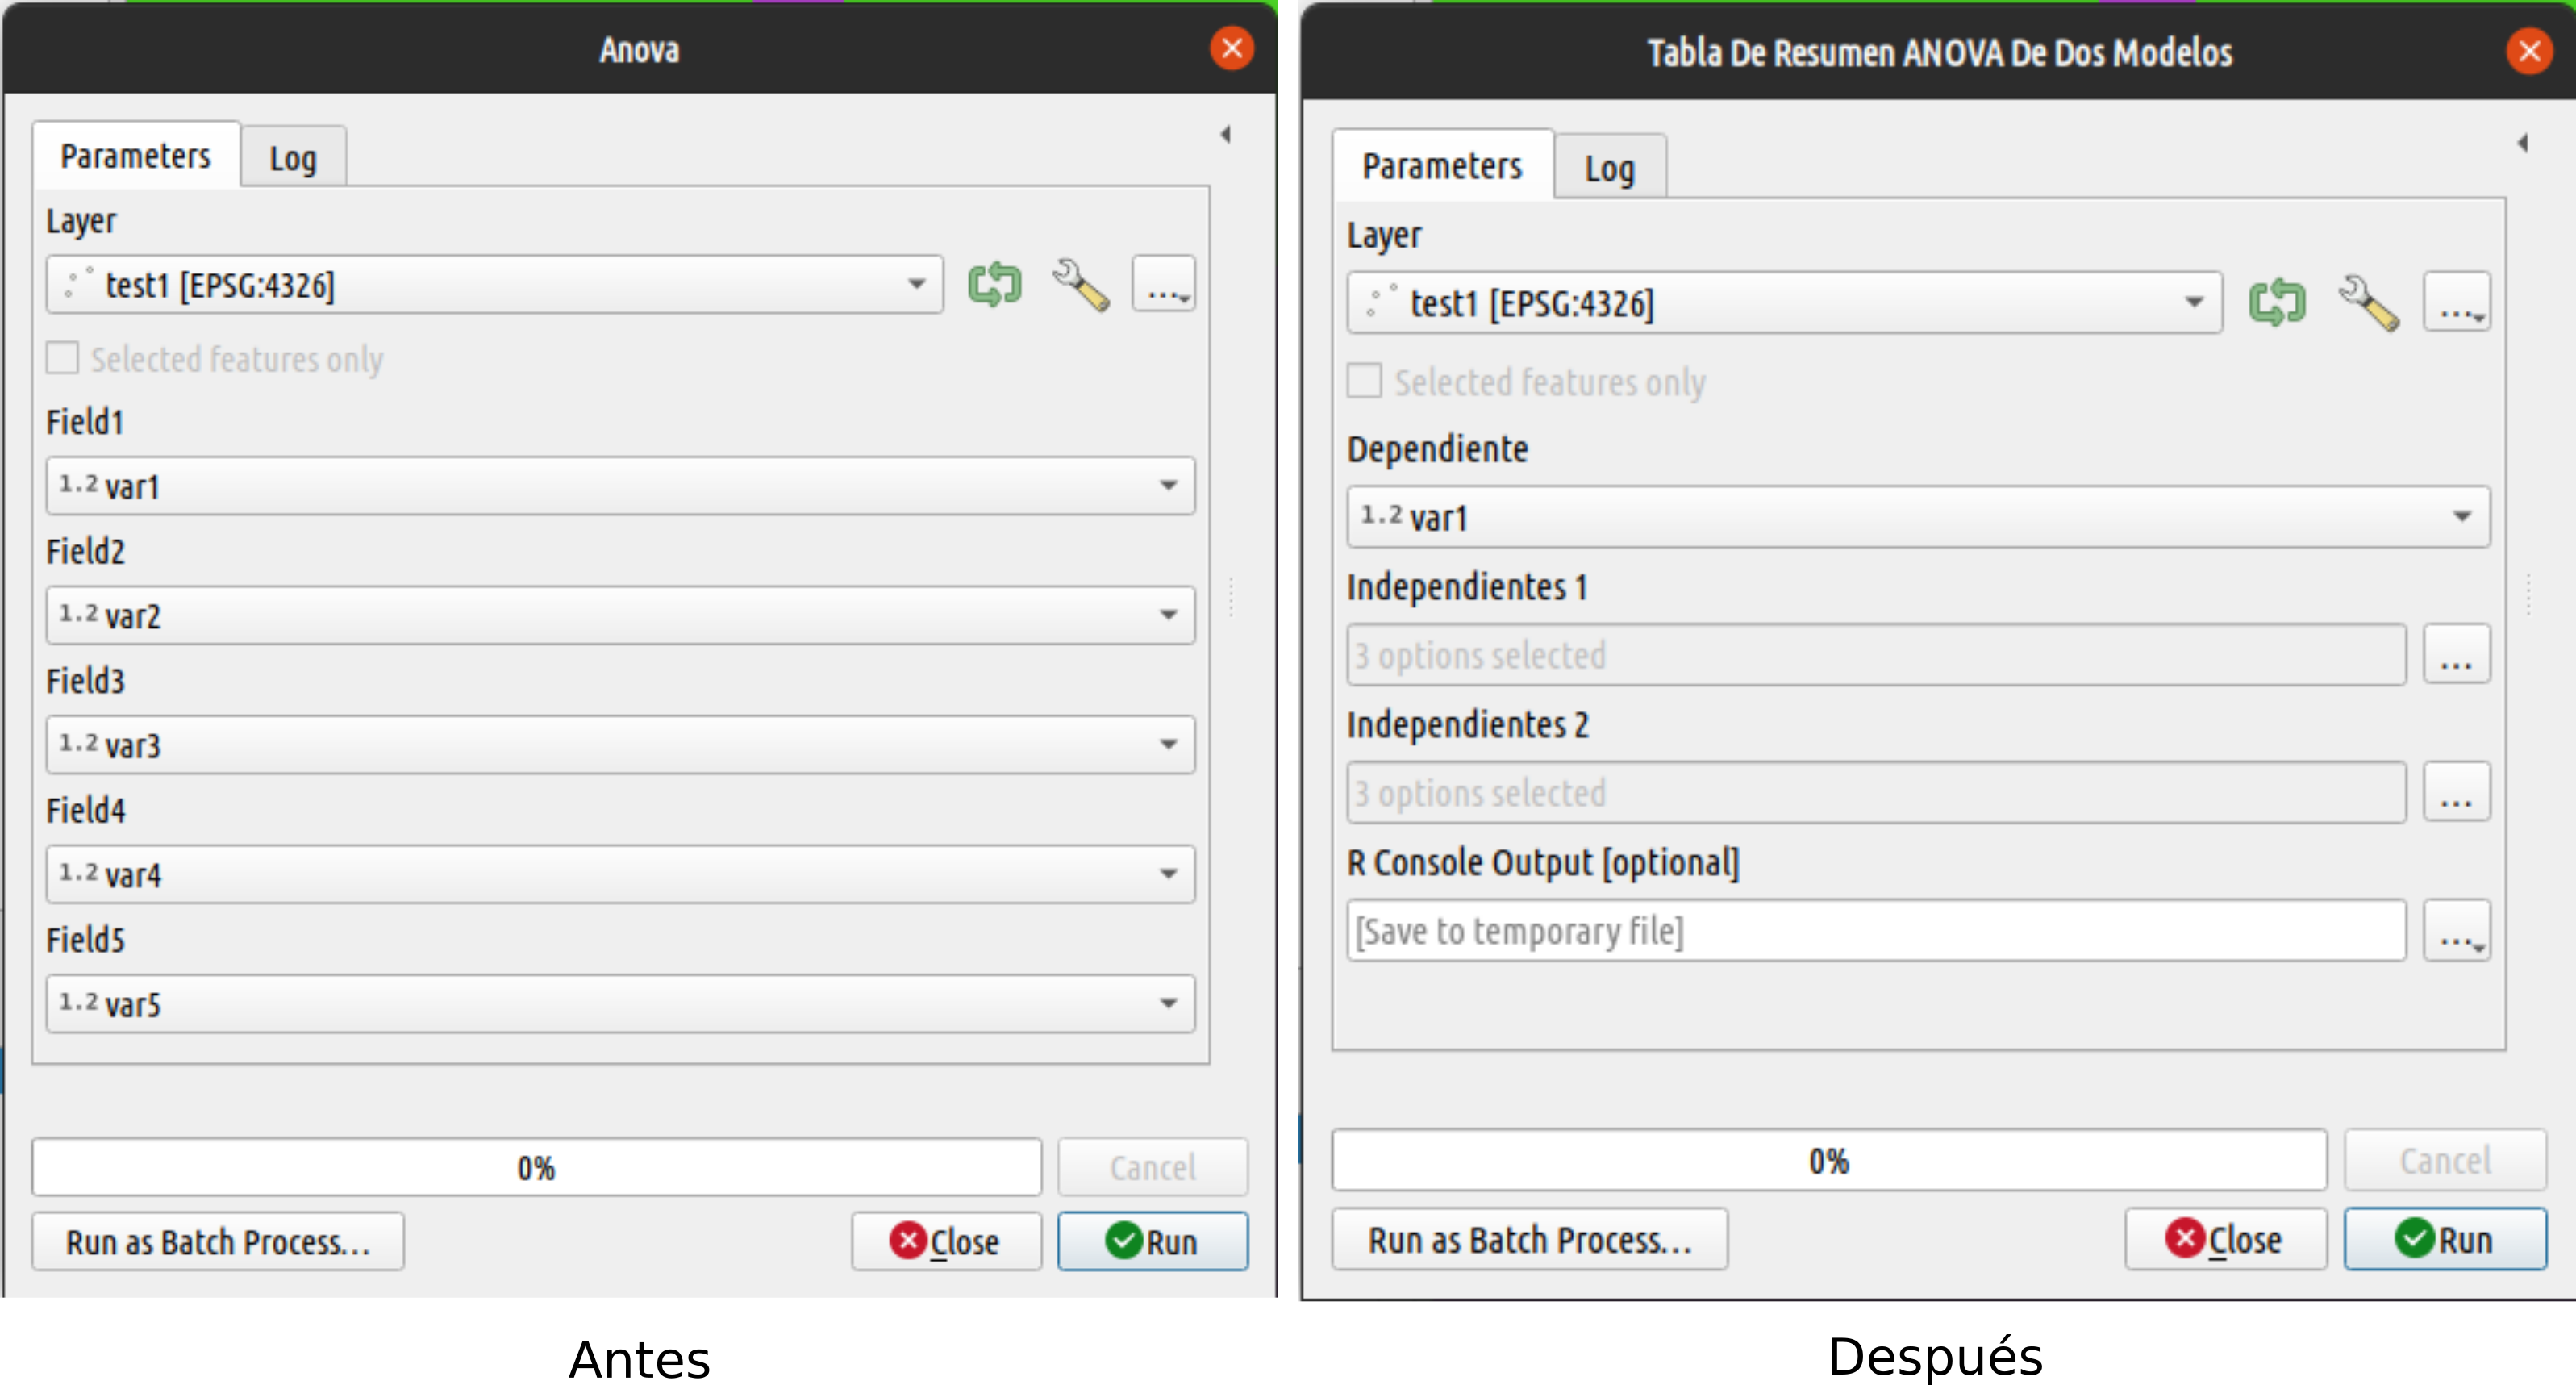 Anova
Parameters
Log
Layer
test1 [EPSG:4326]
...
Selected features only
Field1
1.2 var1
Field2
1.2 var2
Field3
1.2 var3
Field4
1.2 var4
Field5
1.2 var5
0%
Cancel
Run as Batch Process...
Close
Run
Antes
Tabla De Resumen ANOVA De Dos Modelos
Parameters
Log
Layer
test1 [EPSG:4326]
...
Selected features only
Dependiente
1.2 var1
Independientes 1
3 options selected
...
Independientes 2
3 options selected
...
R Console Output [optional]
[Save to temporary file]
...
0%
Cancel
Run as Batch Process...
Close
Run
Después